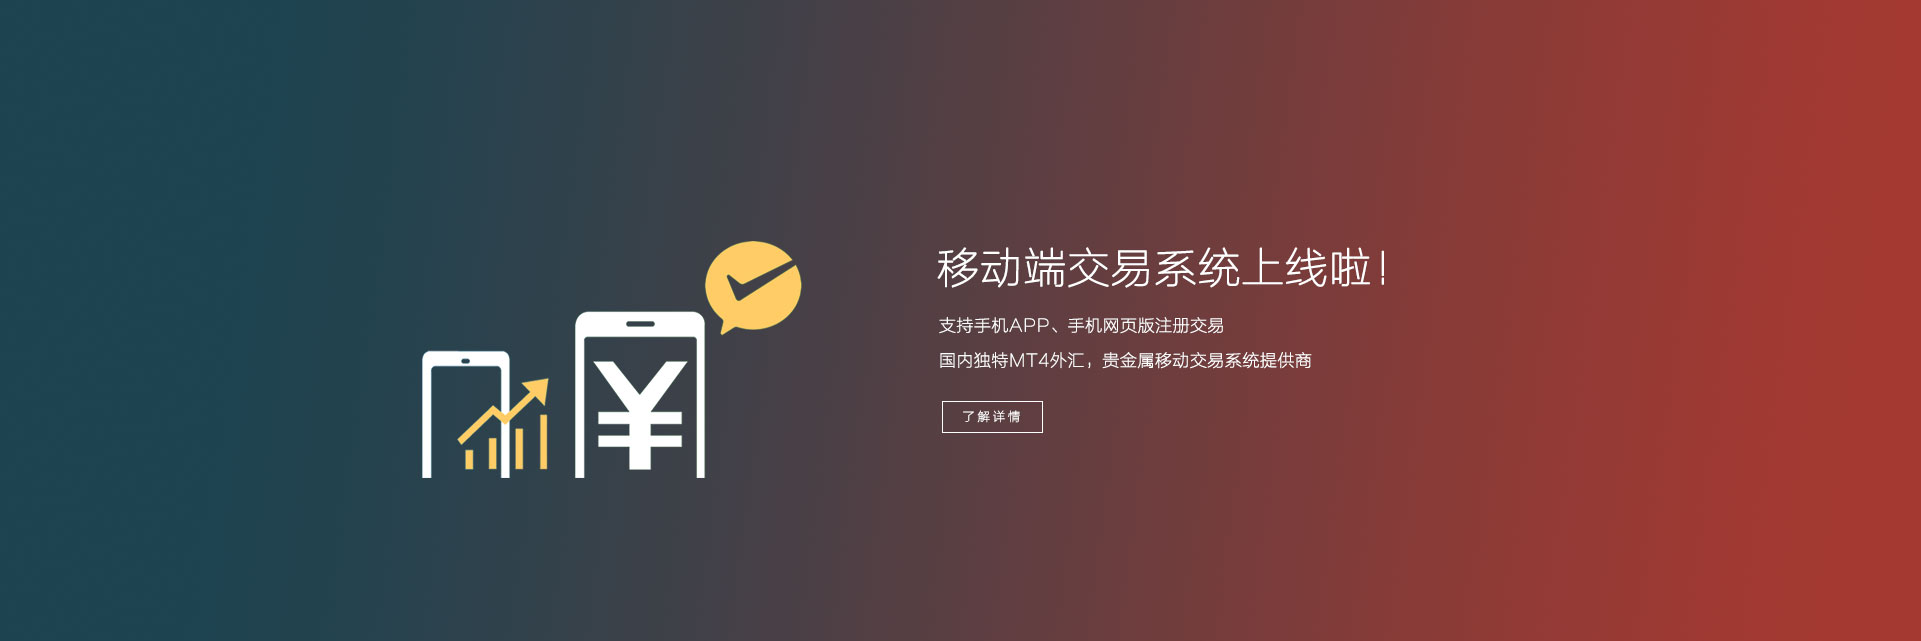 移动端交易系统上线啦！
支持手机APP、手机网页版注册交易
国内独特MT4外汇，贵金属移动交易系统提供商
了解详情
¥